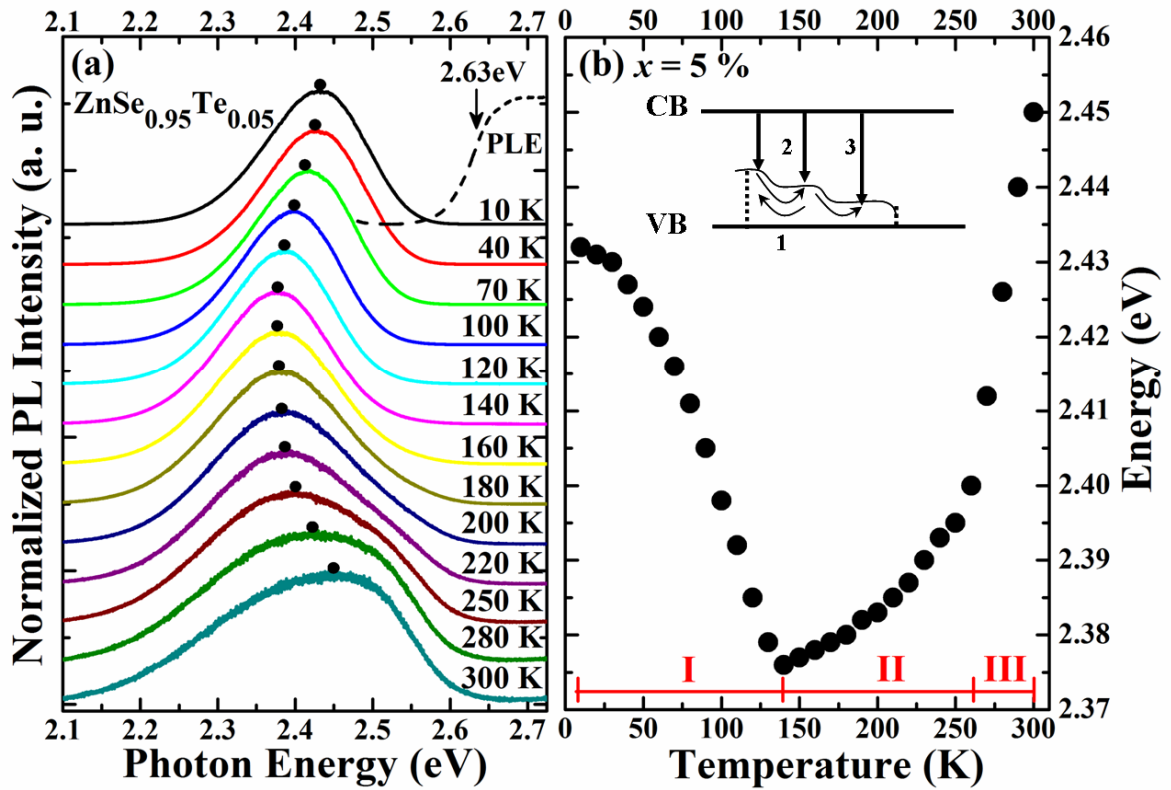 2.1 2.2 2.3 2.4 2.5 2.6 2.7
0 50 100 150 200 250 300
(a)
2.63eV
ZnSe0.95Te0.05
PLE
10 K
40 K
70 K
100 K
120 K
140 K
160 K
180 K
200 K
220 K
250 K
280 K
300 K
Normalized PL Intensity (a. u.)
2.1 2.2 2.3 2.4 2.5 2.6 2.7
Photon Energy (eV)
(b) x = 5 %
CB
2 3
VB
1
I II III
2.46
2.45
2.44
2.43
2.42
2.41
2.40
2.39
2.38
2.37
Energy (eV)
0 50 100 150 200 250 300
Temperature (K)